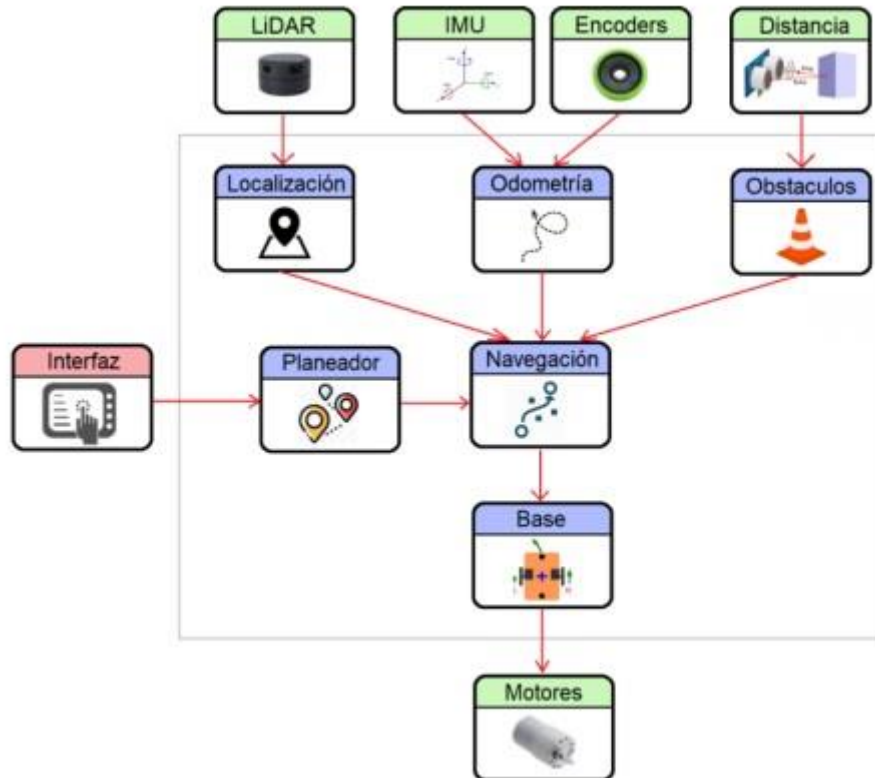 LiDAR
IMU
Encoders
Distancia
Localización
Odometría
Obstaculos
Interfaz
Planeador
Navegación
Base
Motores